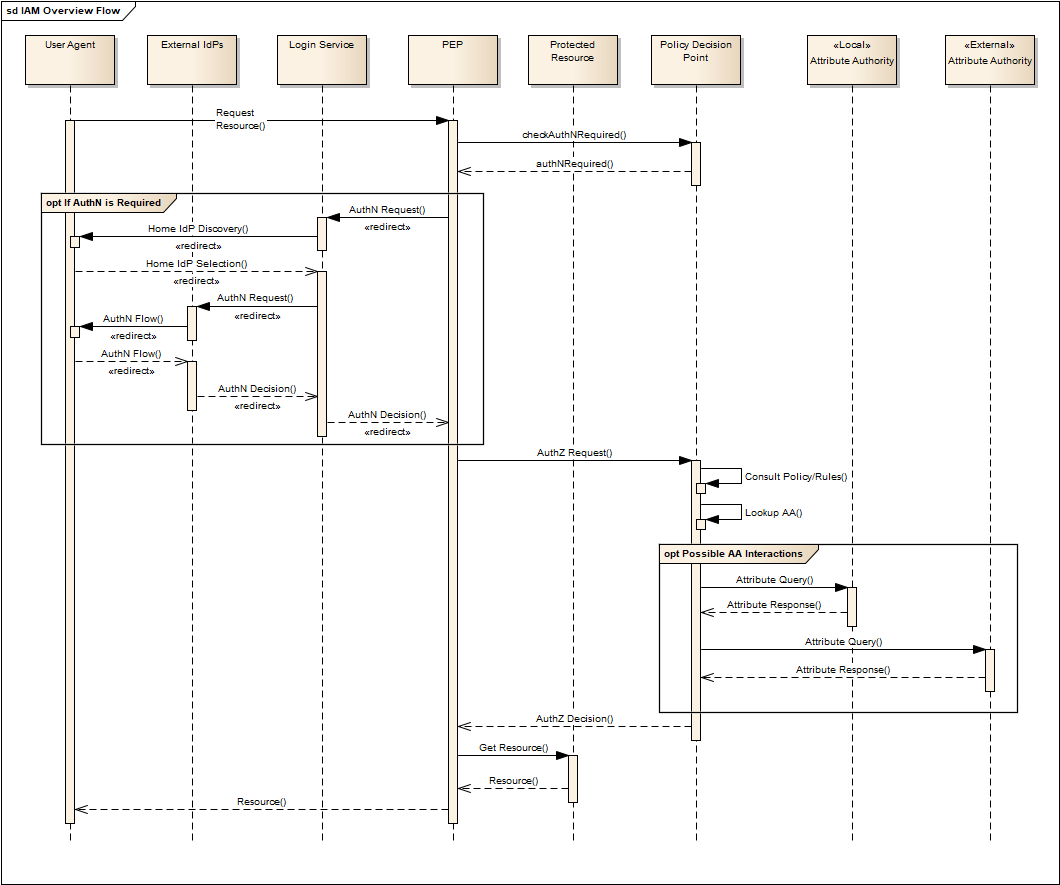 sd IAM Overview Flow
User Agent
External IdPs
Login Service
PEP
Protected
Resource
Policy Decision
Point
«Local»
Attribute Authority
«External»
Attribute Authority
Request
Resource()
checkAuthNRequired()
authNRequired()
opt If AuthN is Required
AuthN Request()
«redirect»
Home IdP Discovery()
«redirect»
Home IdP Selection()
«redirect»
AuthN Request()
«redirect»
AuthN Flow()
«redirect»
AuthN Flow()
«redirect»
AuthN Decision()
«redirect»
AuthN Decision()
«redirect»
AuthZ Request()
Consult Policy/Rules()
Lookup AA()
opt Possible AA Interactions
Attribute Query()
Attribute Response()
Attribute Query()
Attribute Response()
AuthZ Decision()
Get Resource()
Resource()
Resource()